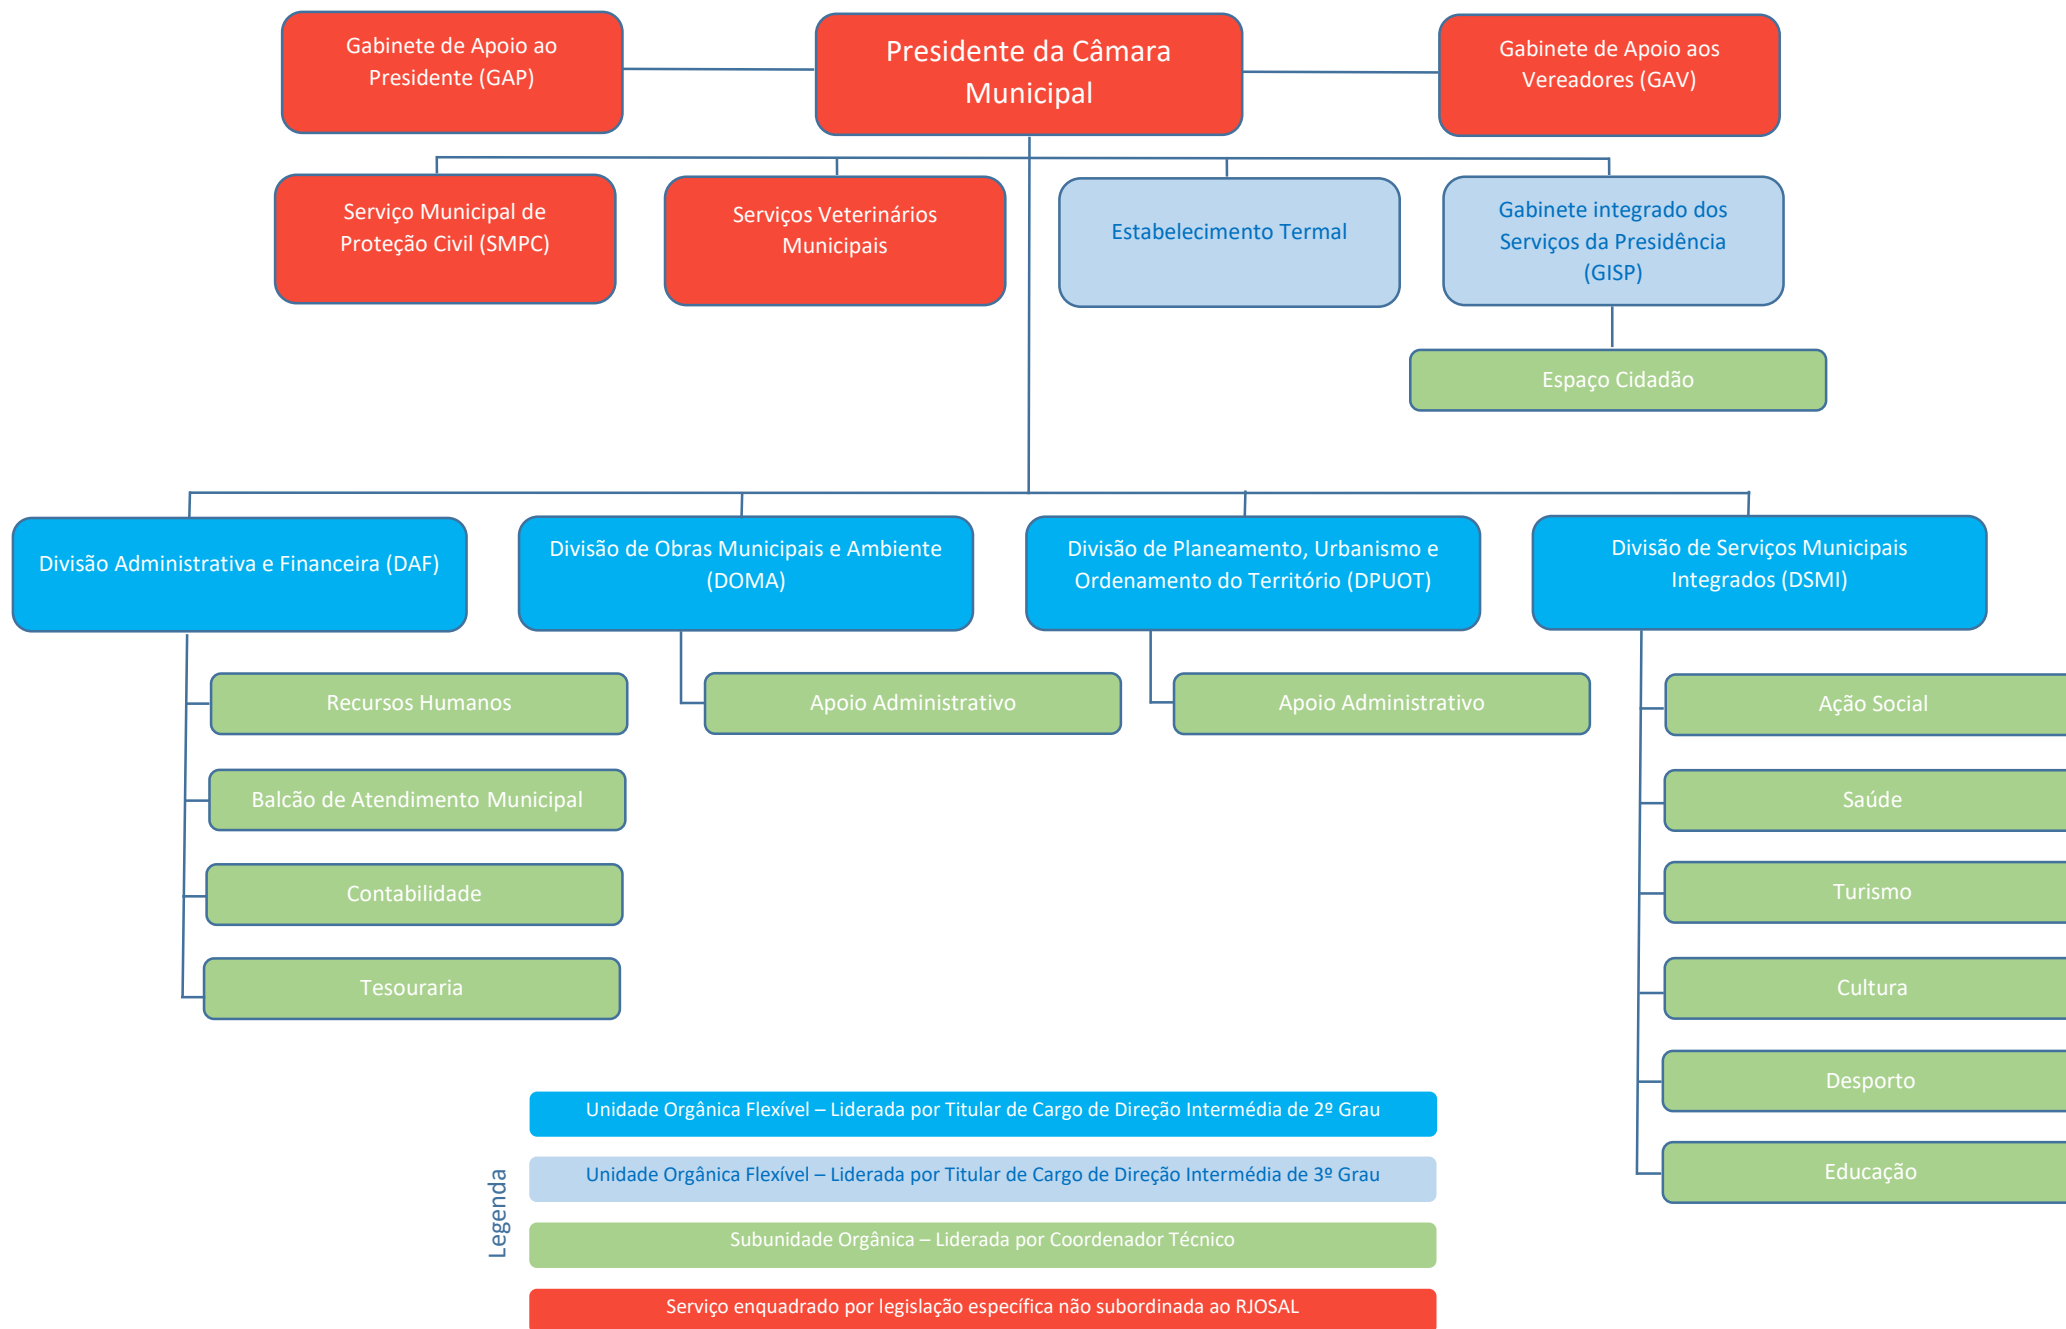 Gabinete de Apoio ao
Presidente (GAP)
Presidente da Câmara
Municipal
Gabinete de Apoio aos
Vereadores (GAV)
Serviço Municipal de
Proteção Civil (SMPC)
Serviços Veterinários
Municipais
Estabelecimento Termal
Gabinete integrado dos
Serviços da Presidência
(GISP)
Espaço Cidadão
Divisão Administrativa e Financeira (DAF)
Divisão de Obras Municipais e Ambiente
(DOMA)
Divisão de Planeamento, Urbanismo e
Ordenamento do Território (DPUOT)
Divisão de Serviços Municipais
Integrados (DSMI)
Recursos Humanos
Balcão de Atendimento Municipal
Contabilidade
Tesouraria
Apoio Administrativo
Apoio Administrativo
Ação Social
Saúde
Turismo
Cultura
Desporto
Educação
Legenda
Unidade Orgânica Flexível – Liderada por Titular de Cargo de Direção Intermédia de 2º Grau
Unidade Orgânica Flexível – Liderada por Titular de Cargo de Direção Intermédia de 3º Grau
Subunidade Orgânica – Liderada por Coordenador Técnico
Serviço enquadrado por legislação específica não subordinada ao RJOSAL